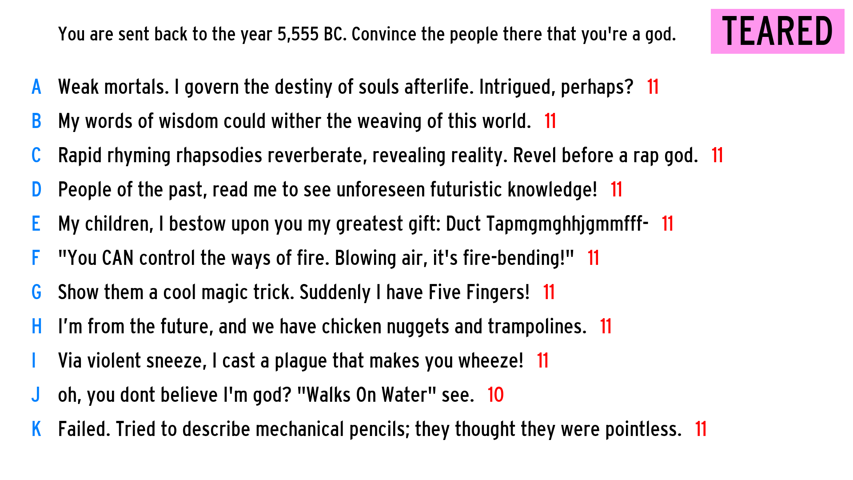 You are sent back to the year 5,555 BC. Convince the people there that you're a god.
TEARED
A Weak mortals. I govern the destiny of souls afterlife. Intrigued, perhaps? 11
B My words of wisdom could wither the weaving of this world. 11
C Rapid rhyming rhapsodies reverberate, revealing reality. Revel before a rap god. 11
D People of the past, read me to see unforeseen futuristic knowledge! 11
E My children, I bestow upon you my greatest gift: Duct Tapmgmghhjgmmfff- 11
F "You CAN control the ways of fire. Blowing air, it's fire-bending!" 11
G Show them a cool magic trick. Suddenly I have Five Fingers! 11
H I’m from the future, and we have chicken nuggets and trampolines. 11
I Via violent sneeze, I cast a plague that makes you wheeze! 11
J oh, you dont believe I'm god? "Walks On Water" see. 10
K Failed. Tried to describe mechanical pencils; they thought they were pointless. 11